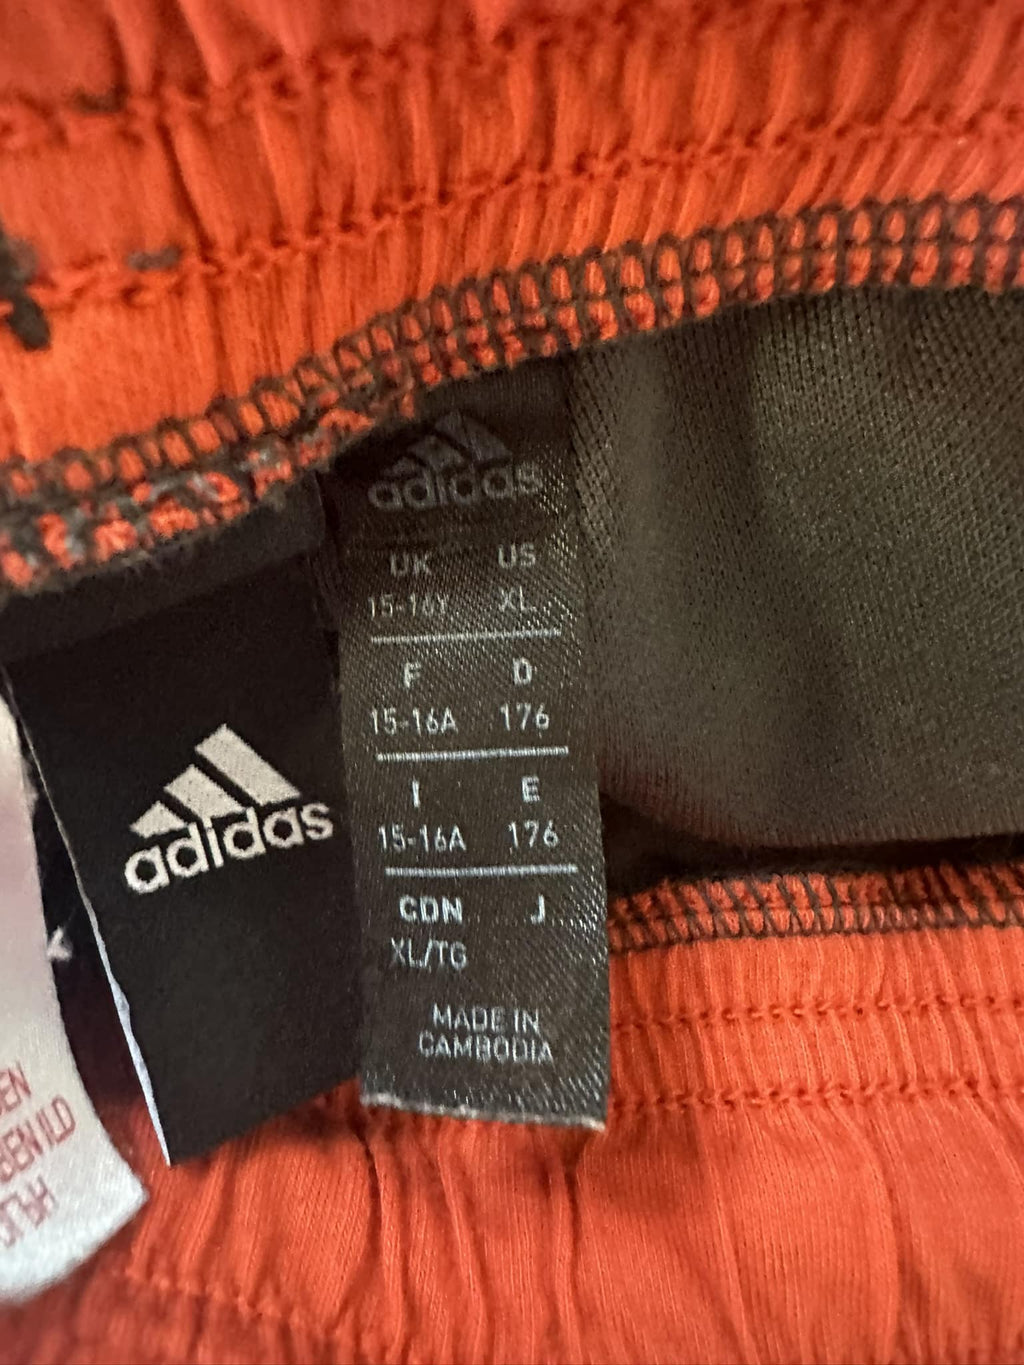 adidas
UK US
15-16Y XL
F D
15-16A 176
I E
15-16A 176
CDN J
XL/TG
MADE IN
CAMBODIA
adidas